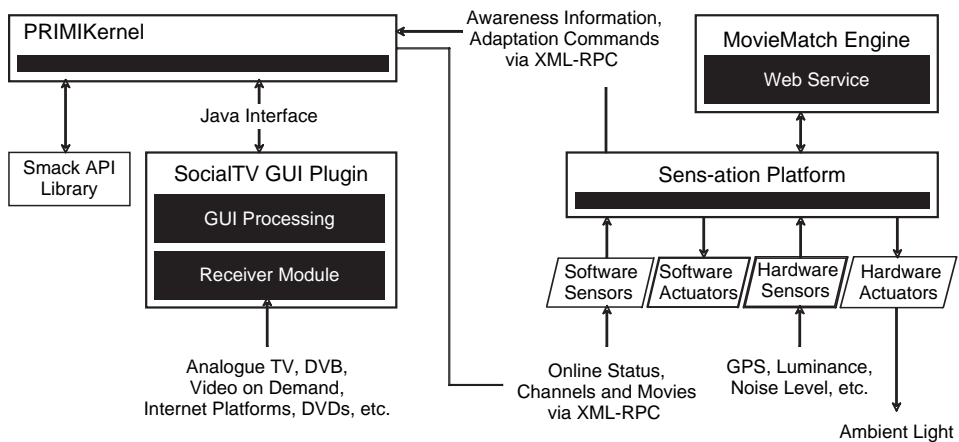 PRIMIKernel
Awareness Information,
Adaptation Commands
via XML-RPC
MovieMatch Engine
Web Service
Java Interface
Smack API
Library
SocialTV GUI Plugin
GUI Processing
Receiver Module
Sens-ation Platform
Software
Sensors
Software
Actuators
Hardware
Sensors
Hardware
Actuators
Analogue TV, DVB,
Video on Demand,
Internet Platforms, DVDs, etc.
Online Status,
Channels and Movies
via XML-RPC
GPS, Luminance,
Noise Level, etc.
Ambient Light